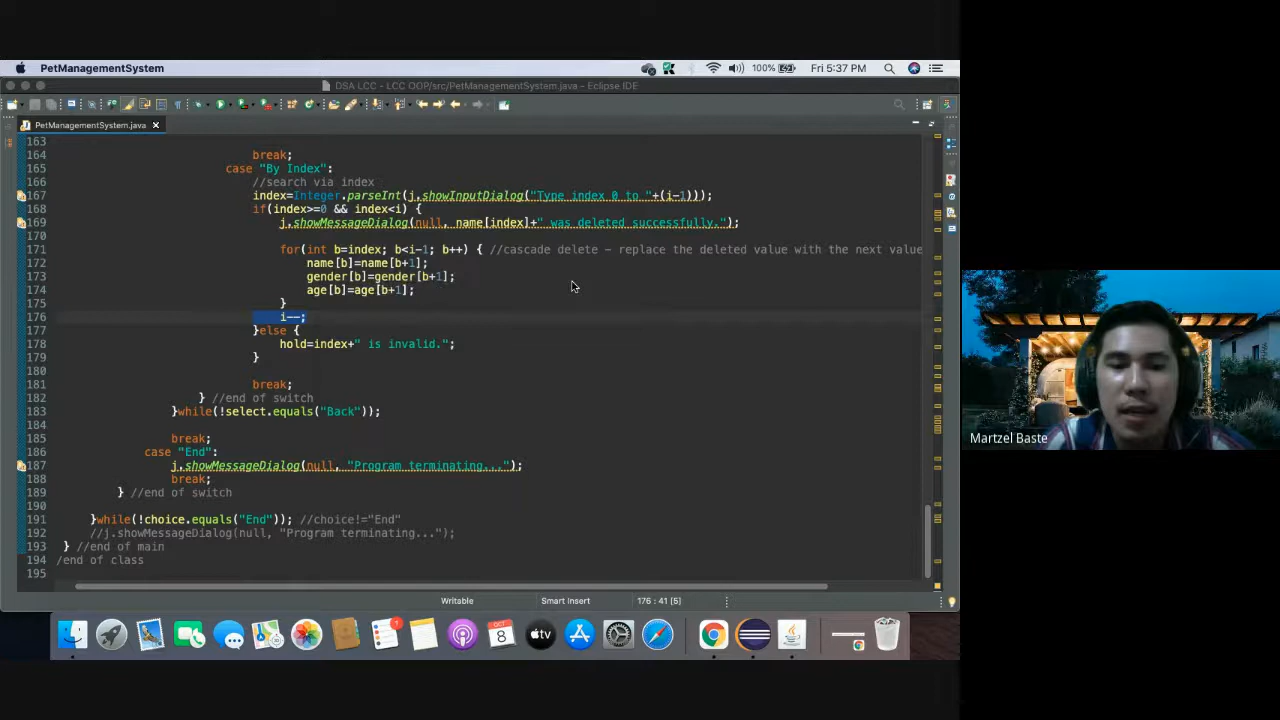 PetManagementSystem
100%
Fri 5:37 PM
DSA LCC - LCC OOP/src/PetManagementSystem.java - Eclipse IDE
PetManagementSystem.java
163
164 break;
165 case "By Index":
166 //search via index
167 index=Integer.parseInt(j.showInputDialog("Type index 0 to "+(i-1)));
168 if(index>=0 && index<i) {
169 j.showMessageDialog(null, name[index]+" was deleted successfully.");
170
171 for(int b=index; b<i-1; b++) { //cascade delete - replace the deleted value with the next value
172 name[b]=name[b+1];
173 gender[b]=gender[b+1];
174 age[b]=age[b+1];
175 }
176 i--;
177 }else {
178 hold=index+" is invalid.";
179 }
180
181 break;
182 } //end of switch
183 }while(!select.equals("Back"));
184
185 break;
186 case "End":
187 j.showMessageDialog(null, "Program terminating...");
188 break;
189 } //end of switch
190
191 }while(!choice.equals("End")); //choice!="End"
192 //j.showMessageDialog(null, "Program terminating...");
193 } //end of main
194 /end of class
195
Writable
Smart Insert
176 : 41 [5]
OCT
8
1
tv
Martzel Baste